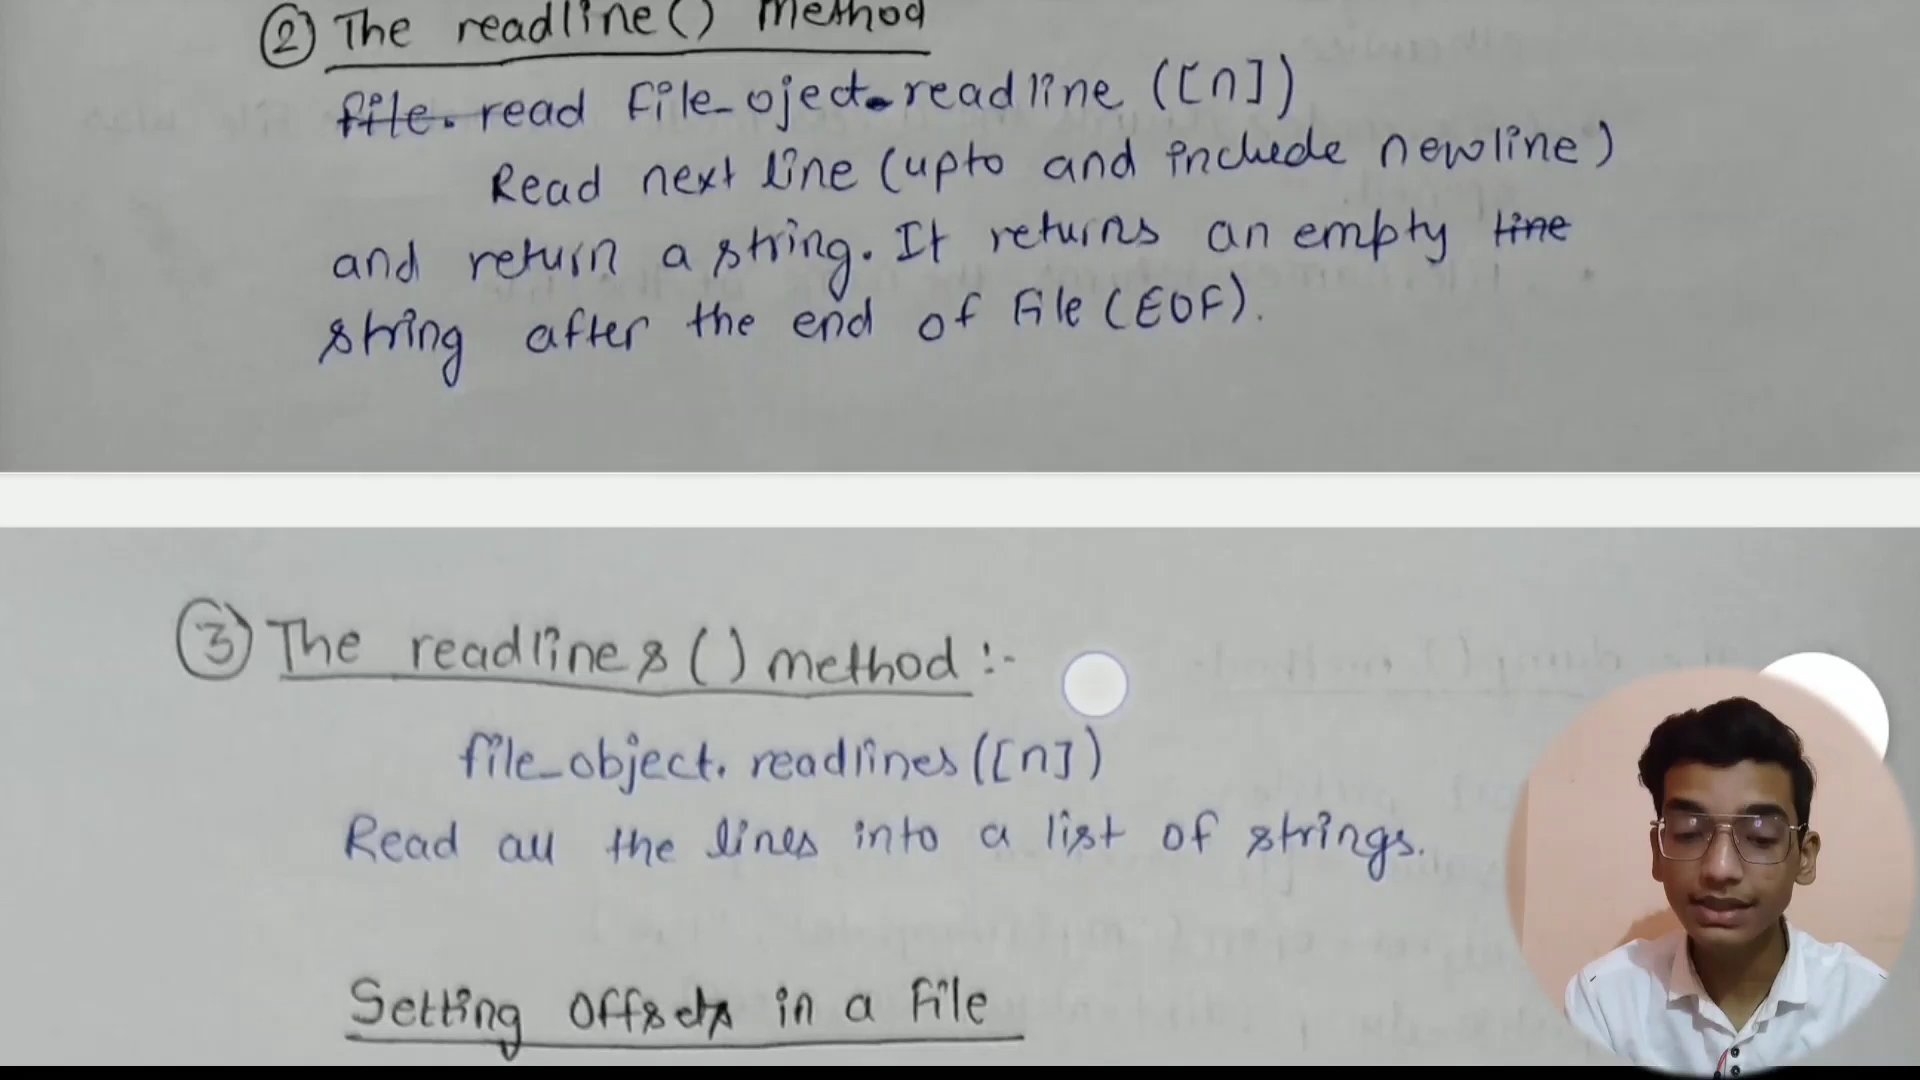 ② The readline() method
file. read File_oject.readline ([n])
Read next line (upto and include newline)
and return a string. It returns an empty line
string after the end of File (EOF).
③ The readlines () method :-
file_object. readlines ([n])
Read all the lines into a list of strings.
Setting offsets in a File